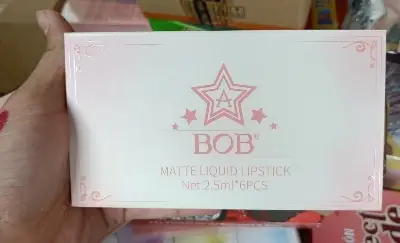 A
BOB®
MATTE LIQUID LIPSTICK
Net 2.5ml*6PCS